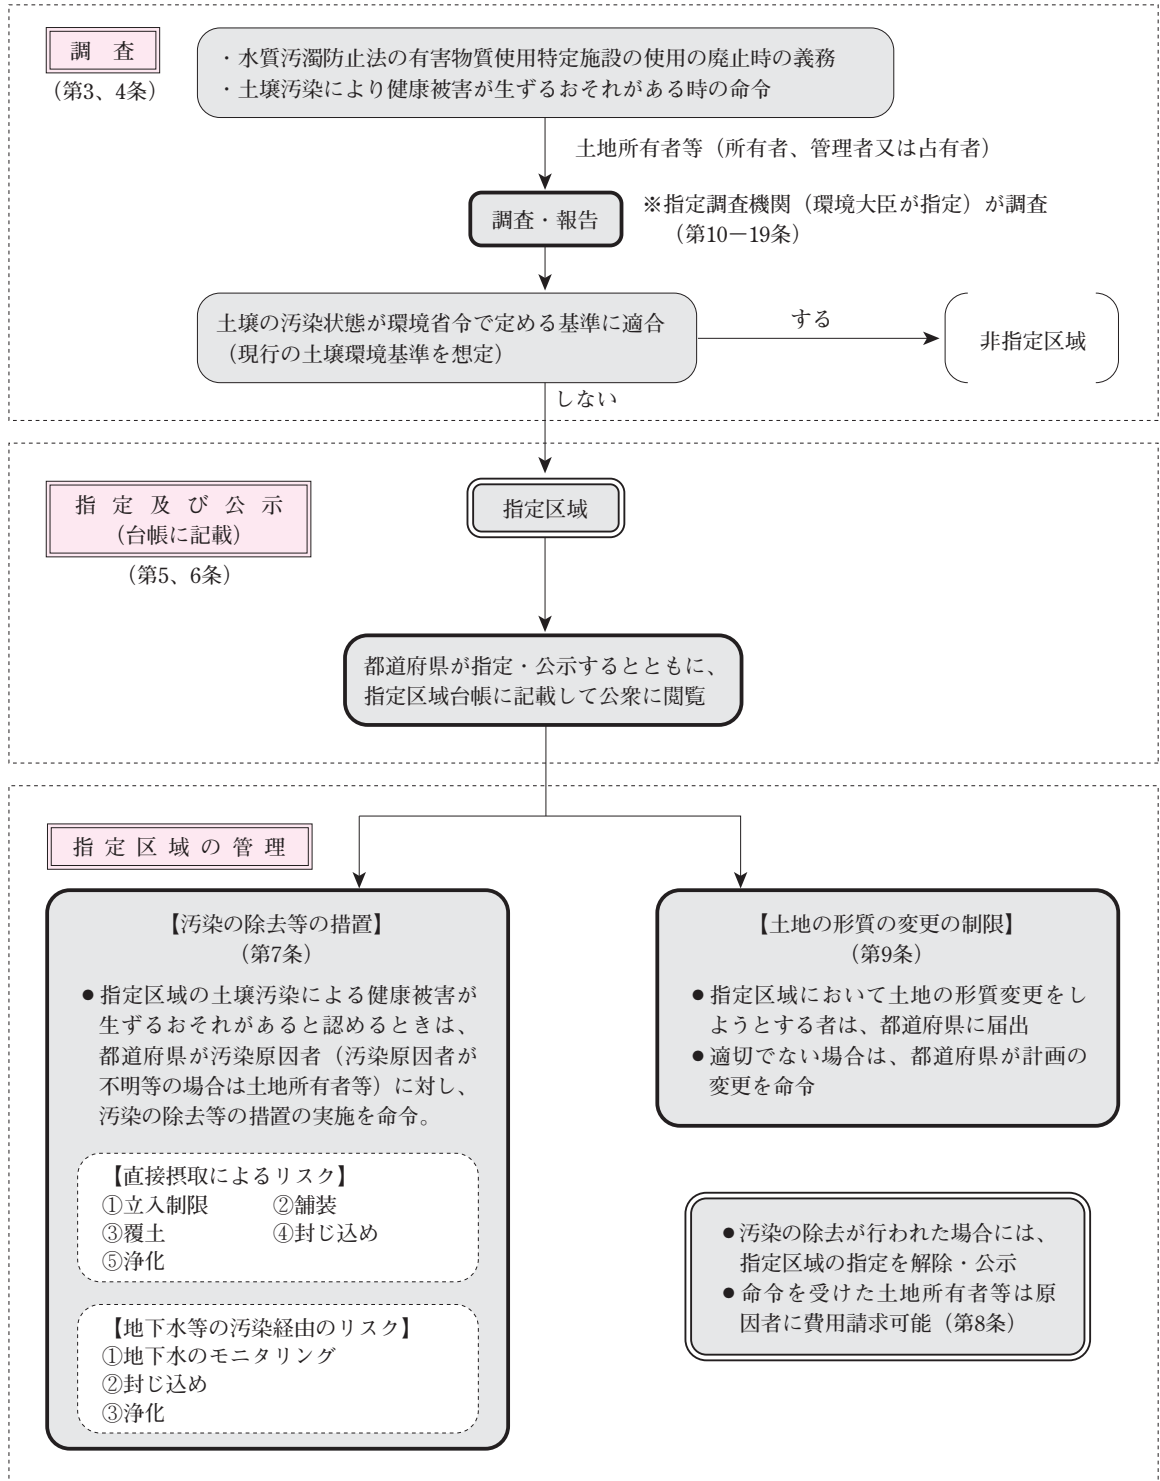 調査
（第3、4条）
・水質汚濁防止法の有害物質使用特定施設の使用の廃止時の義務
・土壌汚染により健康被害が生ずるおそれがある時の命令
土地所有者等（所有者、管理者又は占有者）
調査・報告
※指定調査機関（環境大臣が指定）が調査
（第10－19条）
土壌の汚染状態が環境省令で定める基準に適合
（現行の土壌環境基準を想定）
する
非指定区域
しない
指定及び公示
（台帳に記載）
（第5、6条）
指定区域
都道府県が指定・公示するとともに、
指定区域台帳に記載して公衆に閲覧
指定区域の管理
【汚染の除去等の措置】
（第7条）
●指定区域の土壌汚染による健康被害が
生ずるおそれがあると認めるときは、
都道府県が汚染原因者（汚染原因者が
不明等の場合は土地所有者等）に対し、
汚染の除去等の措置の実施を命令。
【直接摂取によるリスク】
①立入制限 ②舗装
③覆土 ④封じ込め
⑤浄化
【地下水等の汚染経由のリスク】
①地下水のモニタリング
②封じ込め
③浄化
【土地の形質の変更の制限】
（第9条）
●指定区域において土地の形質変更をし
ようとする者は、都道府県に届出
●適切でない場合は、都道府県が計画の
変更を命令
●汚染の除去が行われた場合には、
指定区域の指定を解除・公示
●命令を受けた土地所有者等は原
因者に費用請求可能（第8条）